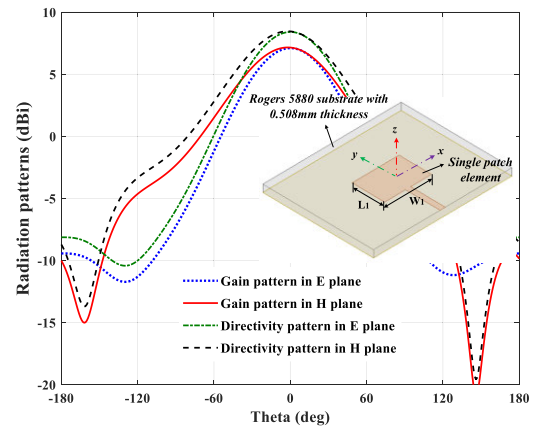 Radiation patterns (dBi)
10
5
0
-5
-10
-15
-20
Rogers 5880 substrate with
0.508mm thickness
z
y
x
Single patch
element
L1
W1
Gain pattern in E plane
Gain pattern in H plane
Directivity pattern in E plane
Directivity pattern in H plane
-180
-120
-60
0
60
120
180
Theta (deg)